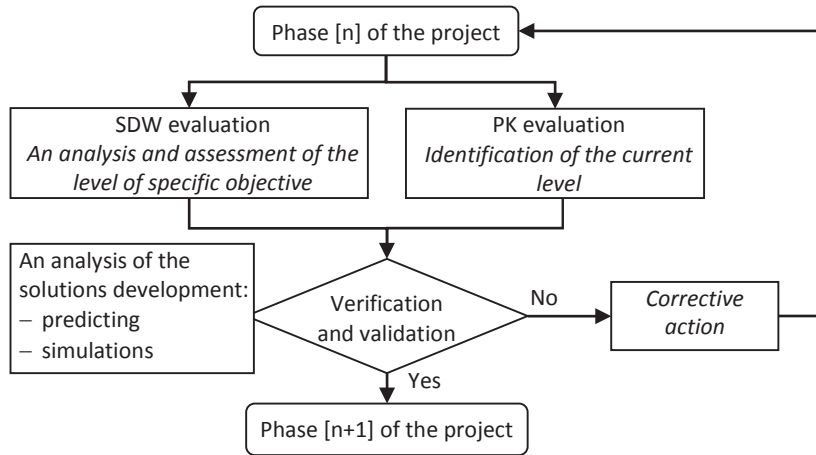 Phase [n] of the project
SDW evaluation
An analysis and assessment of the
level of specific objective
PK evaluation
Identification of the current
level
An analysis of the
solutions development:
– predicting
– simulations
Verification
and validation
No
Corrective
action
Yes
Phase [n+1] of the project